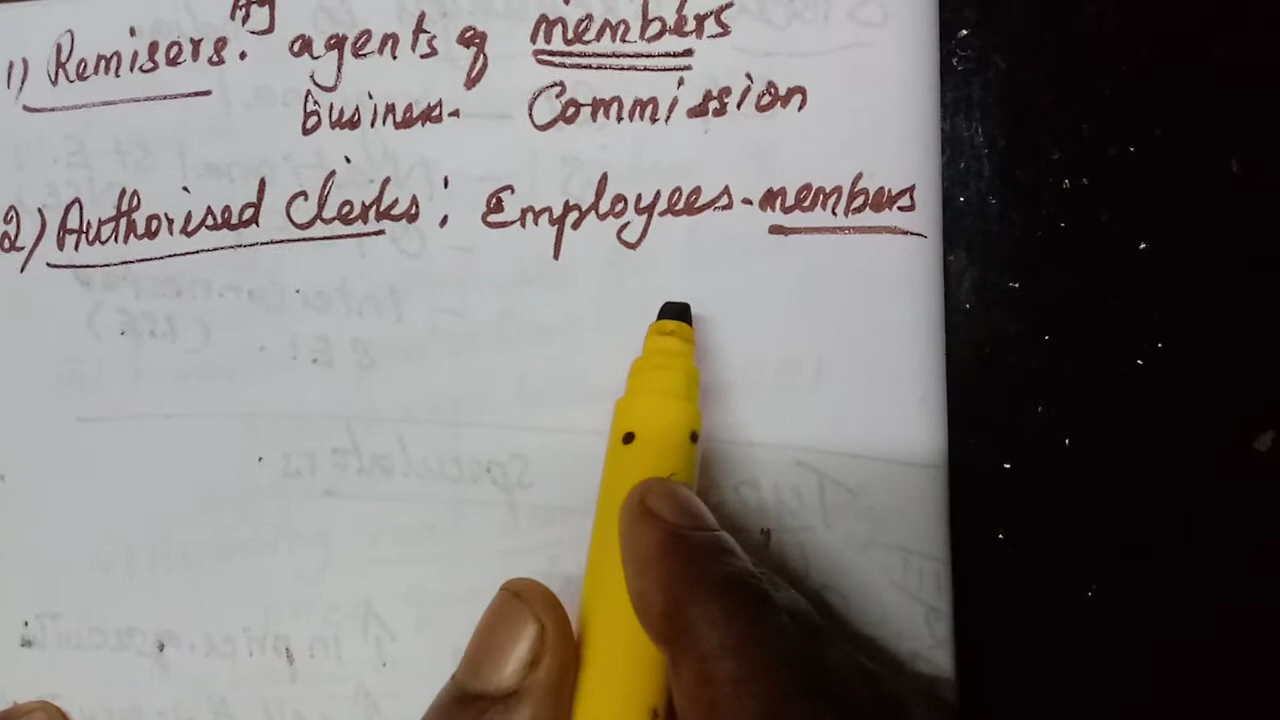 1) Remisers: agents of members
business. Commission
2) Authorised Clerks: Employees-members